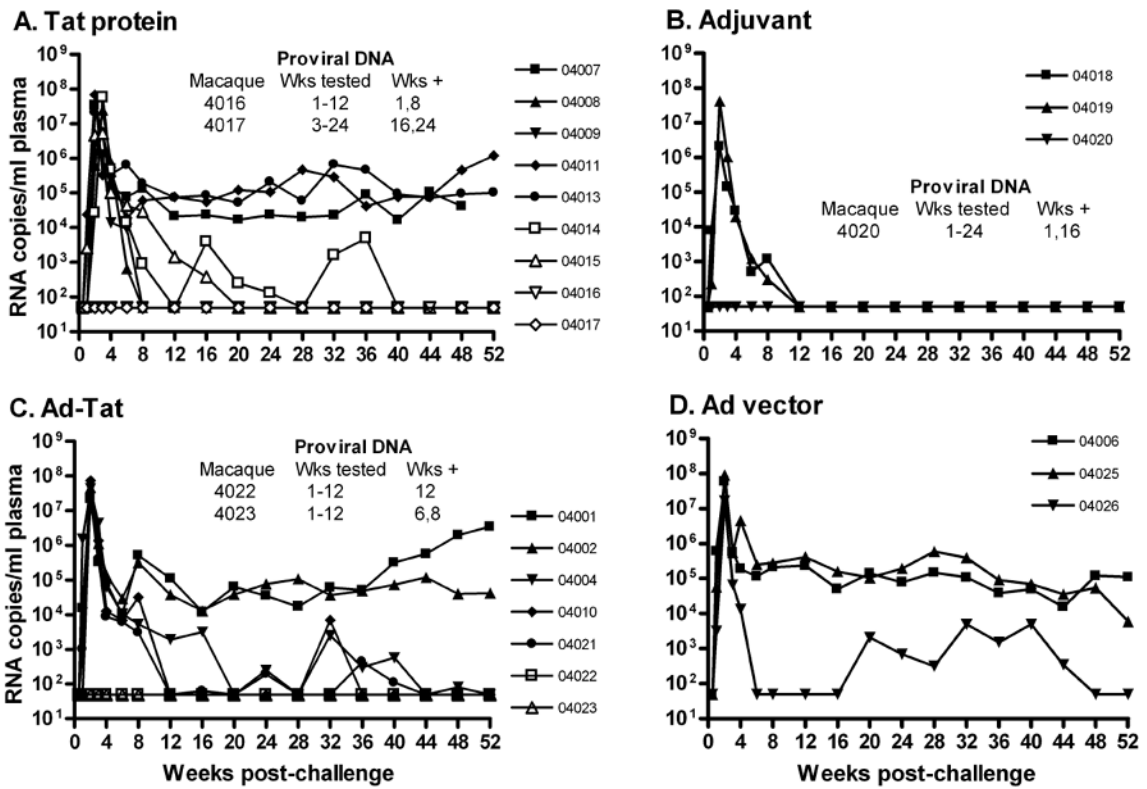 A. Tat protein
RNA copies/ml plasma
10⁹
10⁸
10⁷
10⁶
10⁵
10⁴
10³
10²
10¹
0 4 8 12 16 20 24 28 32 36 40 44 48 52
Proviral DNA
Macaque Wks tested Wks +
4016 1-12 1,8
4017 3-24 16,24
04007
04008
04009
04011
04013
04014
04015
04016
04017
B. Adjuvant
10⁹
10⁸
10⁷
10⁶
10⁵
10⁴
10³
10²
10¹
0 4 8 12 16 20 24 28 32 36 40 44 48 52
04018
04019
04020
Proviral DNA
Macaque Wks tested Wks +
4020 1-24 1,16
C. Ad-Tat
RNA copies/ml plasma
10⁹
10⁸
10⁷
10⁶
10⁵
10⁴
10³
10²
10¹
0 4 8 12 16 20 24 28 32 36 40 44 48 52
Weeks post-challenge
Proviral DNA
Macaque Wks tested Wks +
4022 1-12 12
4023 1-12 6,8
04001
04002
04004
04010
04021
04022
04023
D. Ad vector
10⁹
10⁸
10⁷
10⁶
10⁵
10⁴
10³
10²
10¹
0 4 8 12 16 20 24 28 32 36 40 44 48 52
Weeks post-challenge
04006
04025
04026